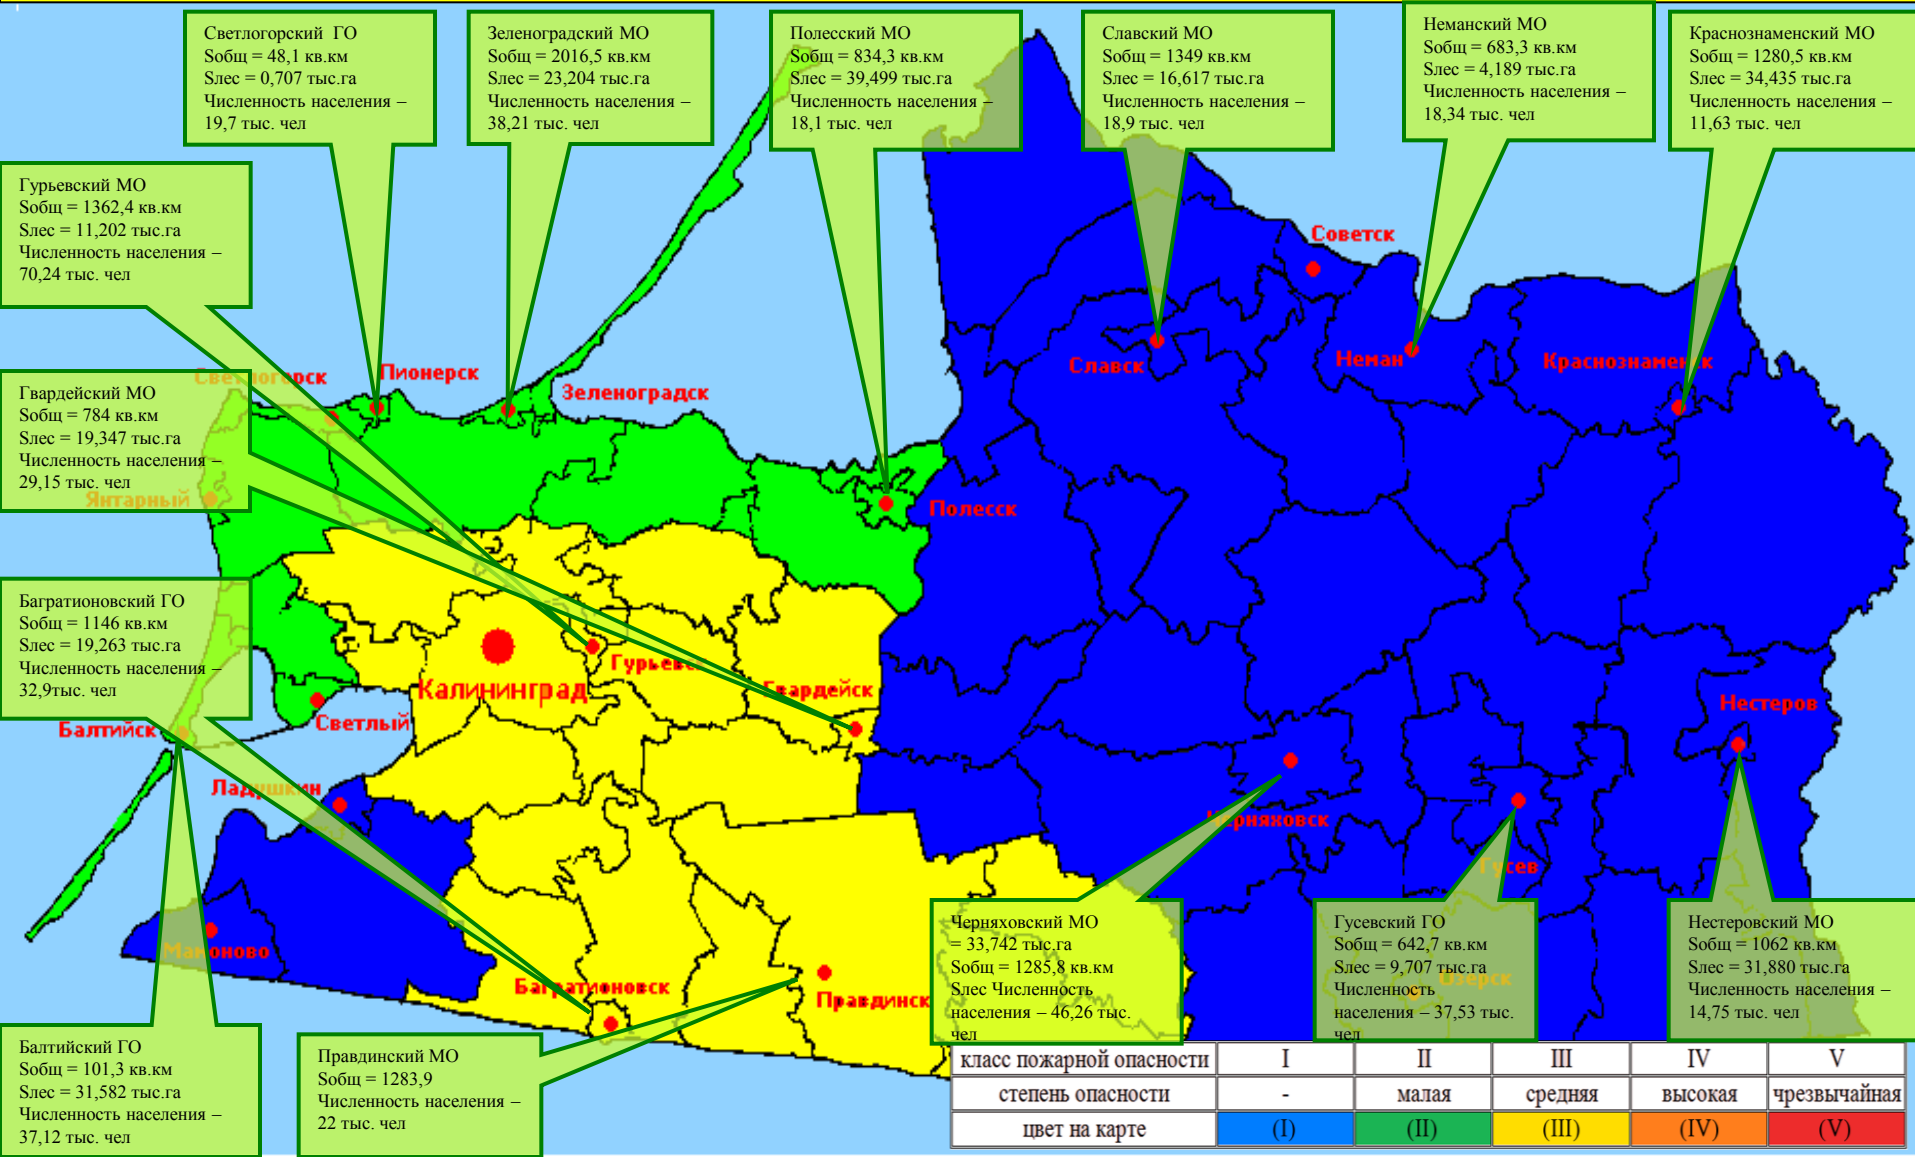 Светлогорский ГО
Sобщ = 48,1 кв.км
Sлес = 0,707 тыс.га
Численность населения –
19,7 тыс. чел
Зеленоградский МО
Sобщ = 2016,5 кв.км
Sлес = 23,204 тыс.га
Численность населения –
38,21 тыс. чел
Полесский МО
Sобщ = 834,3 кв.км
Sлес = 39,499 тыс.га
Численность населения –
18,1 тыс. чел
Славский МО
Sобщ = 1349 кв.км
Sлес = 16,617 тыс.га
Численность населения –
18,9 тыс. чел
Неманский МО
Sобщ = 683,3 кв.км
Sлес = 4,189 тыс.га
Численность населения –
18,34 тыс. чел
Краснознаменский МО
Sобщ = 1280,5 кв.км
Sлес = 34,435 тыс.га
Численность населения –
11,63 тыс. чел
Гурьевский МО
Sобщ = 1362,4 кв.км
Sлес = 11,202 тыс.га
Численность населения –
70,24 тыс. чел
Советск
Славск
Неман
Краснознаменск
Светлогорск
Пионерск
Зеленоградск
Гвардейский МО
Sобщ = 784 кв.км
Sлес = 19,347 тыс.га
Численность населения –
29,15 тыс. чел
Янтарный
Полесск
Багратионовский ГО
Sобщ = 1146 кв.км
Sлес = 19,263 тыс.га
Численность населения –
32,9тыс. чел
Гурьевск
Калининград
Гвардейск
Нестеров
Балтийск
Светлый
Ладушкин
Черняховск
Гусев
Мамоново
Багратионовск
Правдинск
Озерск
Черняховский МО
= 33,742 тыс.га
Sобщ = 1285,8 кв.км
Sлес Численность
населения – 46,26 тыс.
чел
Гусевский ГО
Sобщ = 642,7 кв.км
Sлес = 9,707 тыс.га
Численность
населения – 37,53 тыс.
чел
Нестеровский МО
Sобщ = 1062 кв.км
Sлес = 31,880 тыс.га
Численность населения –
14,75 тыс. чел
Балтийский ГО
Sобщ = 101,3 кв.км
Sлес = 31,582 тыс.га
Численность населения –
37,12 тыс. чел
Правдинский МО
Sобщ = 1283,9
Численность населения –
22 тыс. чел
класс пожарной опасности I II III IV V
степень опасности - малая средняя высокая чрезвычайная
цвет на карте (I) (II) (III) (IV) (V)